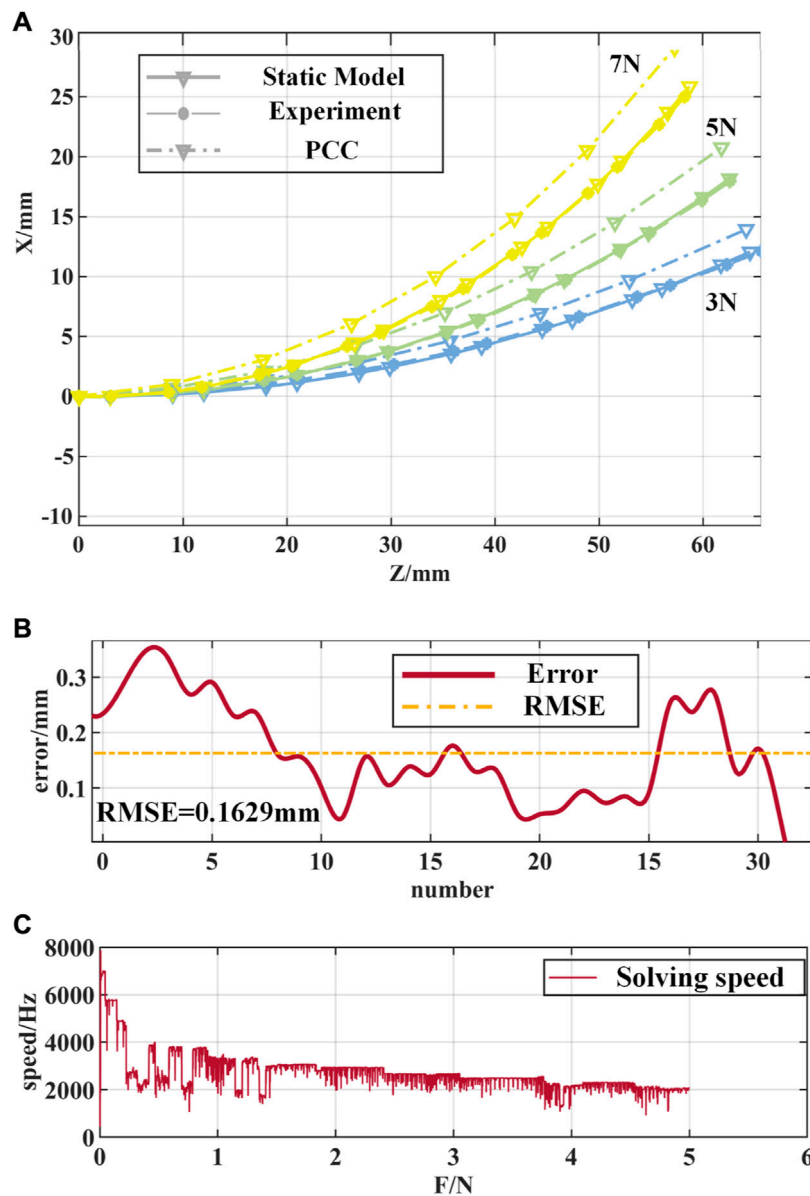 A
30
25
20
15
10
5
0
-5
-10
X/mm
Static Model
Experiment
PCC
7N
5N
3N
0 10 20 30 40 50 60
Z/mm
B
0.3
0.2
0.1
error/mm
Error
RMSE
RMSE=0.1629mm
0 5 10 15 20 15 30
number
C
8000
6000
4000
2000
0
speed/Hz
Solving speed
0 1 2 3 4 5 6
F/N